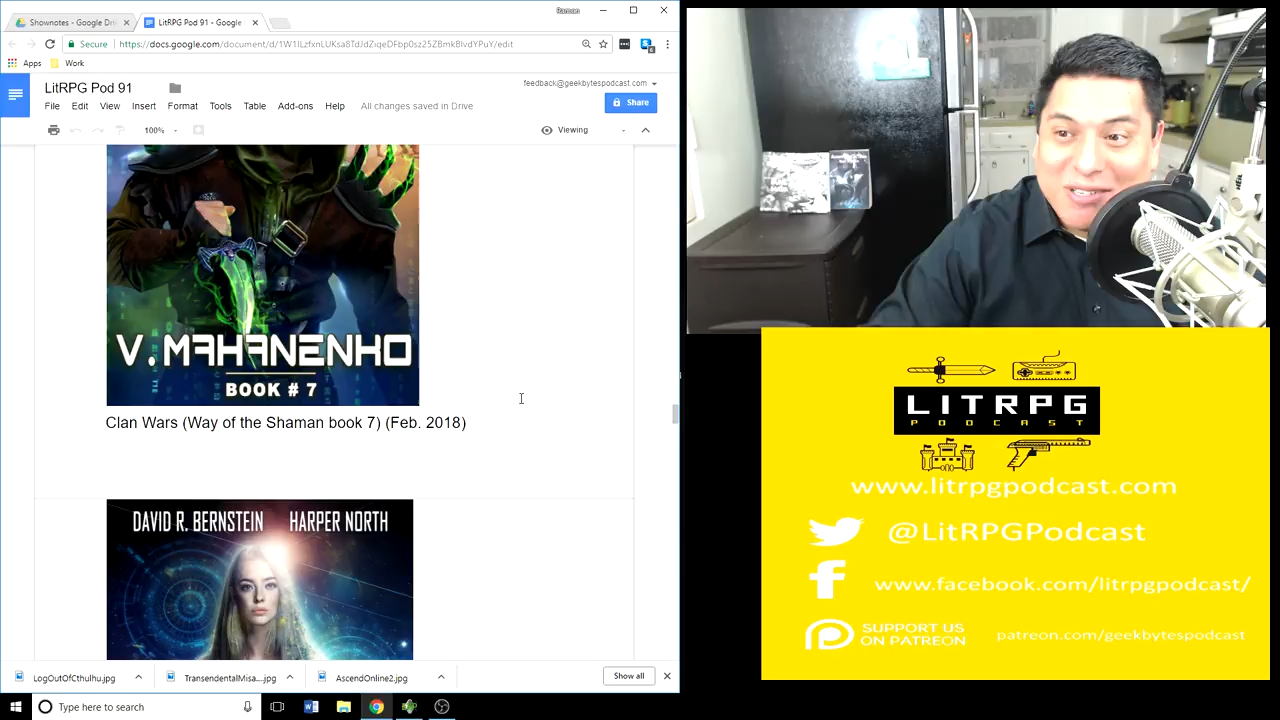 Ramon
Shownotes - Google Dri
LitRPG Pod 91 - Google
Secure
https://docs.google.com/document/d/
/edit
Apps
Work
LitRPG Pod 91
feedback@geekbytespodcast.com
File Edit View Insert Format Tools Table Add-ons Help All changes saved in Drive
Share
100%
Viewing
V. MAHANENKO
BOOK # 7
Clan Wars (Way of the Shaman book 7) (Feb. 2018)
DAVID R. BERNSTEIN HARPER NORTH
LogOutOfCthulhu.jpg
TransendentalMisa....jpg
AscendOnline2.jpg
Show all
Type here to search
LITRPG
PODCAST
www.litrpgpodcast.com
@LitRPGPodcast
www.facebook.com/litrpgpodcast/
SUPPORT US
ON PATREON
patreon.com/geekbytespodcast